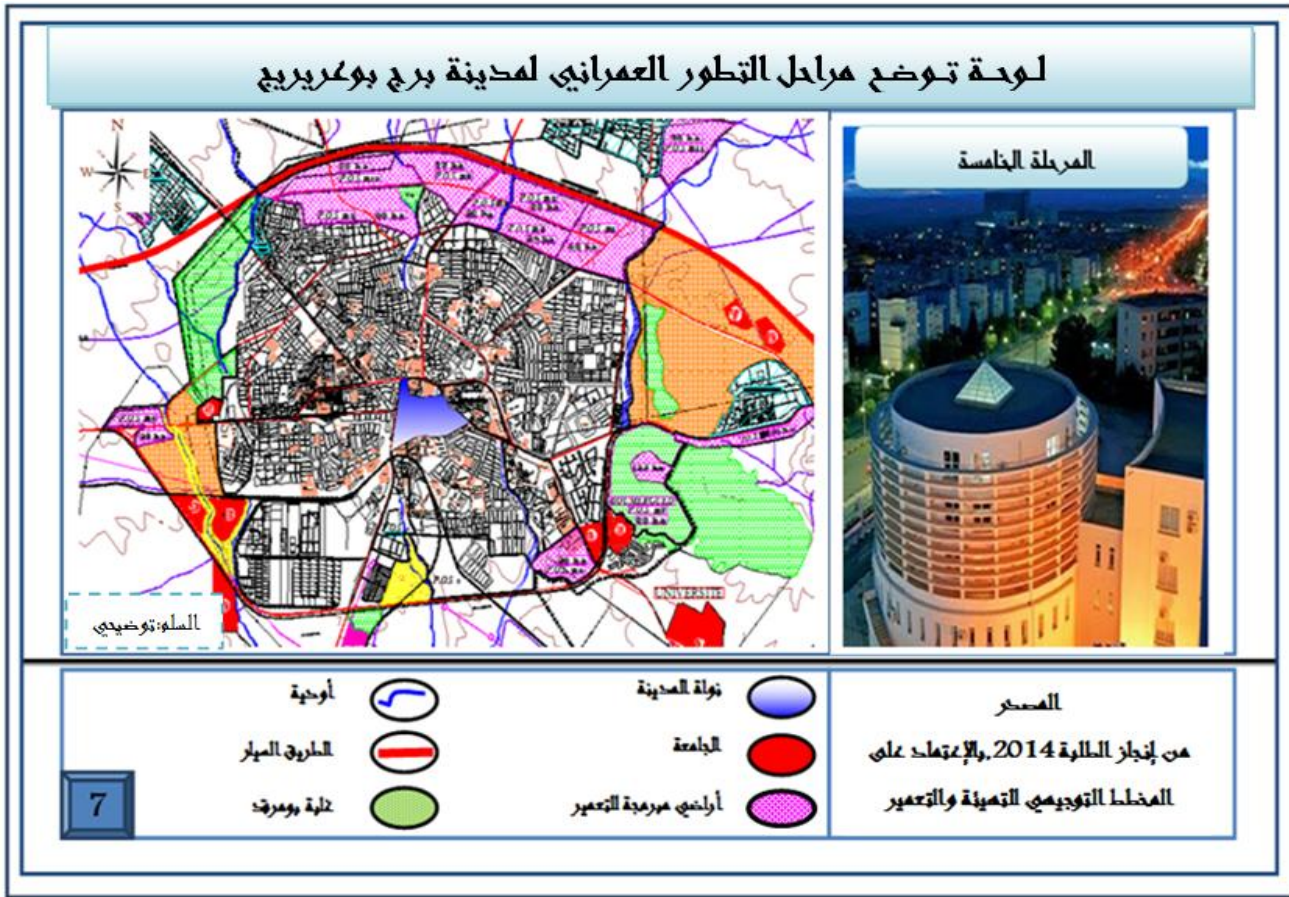 لوحة توضح مراحل التطور العمراني لمدينة برج بوعريريج
المرحلة الخامسة
N
W
E
S
UNIVERSITE
السلم:توضيحي
نواة المدينة
أودية
الجامعة
الطريق السيار
أراضي مبرمجة للتعمير
غابة بومرقد
المصدر
من إنجاز الطلبة 2014.بالإعتماد على
المخطط التوجيهي للتهيئة والتعمير
7